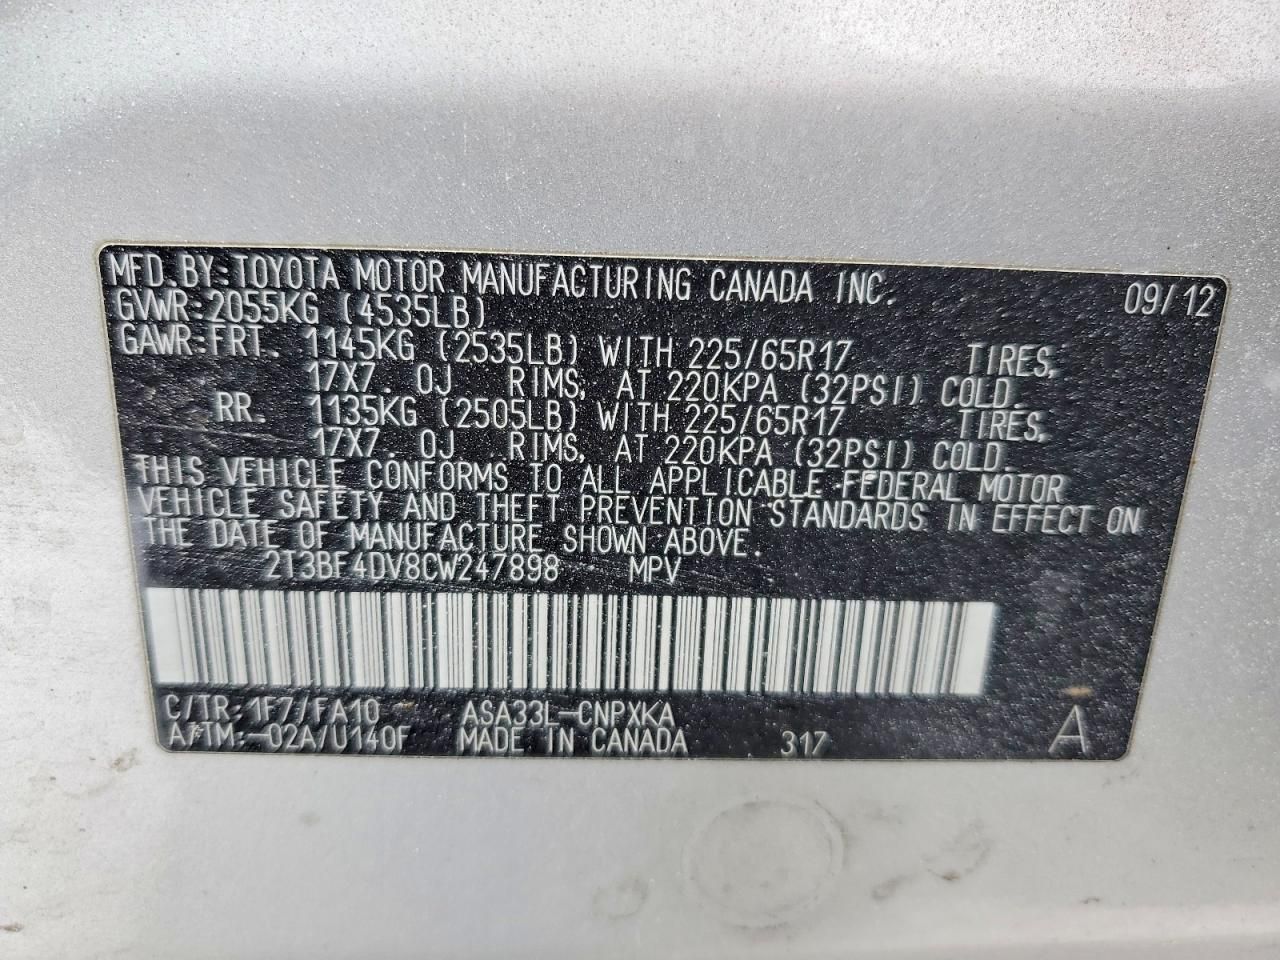 MFD.BY:TOYOTA MOTOR MANUFACTURING CANADA INC. 09/12
GVWR:2055KG (4535LB)
GAWR:FRT. 1145KG (2535LB) WITH 225/65R17 TIRES,
17X7. 0J RIMS, AT 220KPA (32PSI) COLD.
RR. 1135KG (2505LB) WITH 225/65R17 TIRES,
17X7. 0J RIMS, AT 220KPA (32PSI) COLD.
THIS VEHICLE CONFORMS TO ALL APPLICABLE FEDERAL MOTOR
VEHICLE SAFETY AND THEFT PREVENTION STANDARDS IN EFFECT ON
THE DATE OF MANUFACTURE SHOWN ABOVE.
2T3BF4DV8CW247898 MPV
C/TR: 1F7/FA10 ASA33L-CNPXKA
A/TM: -02A/U140F MADE IN CANADA 317 A